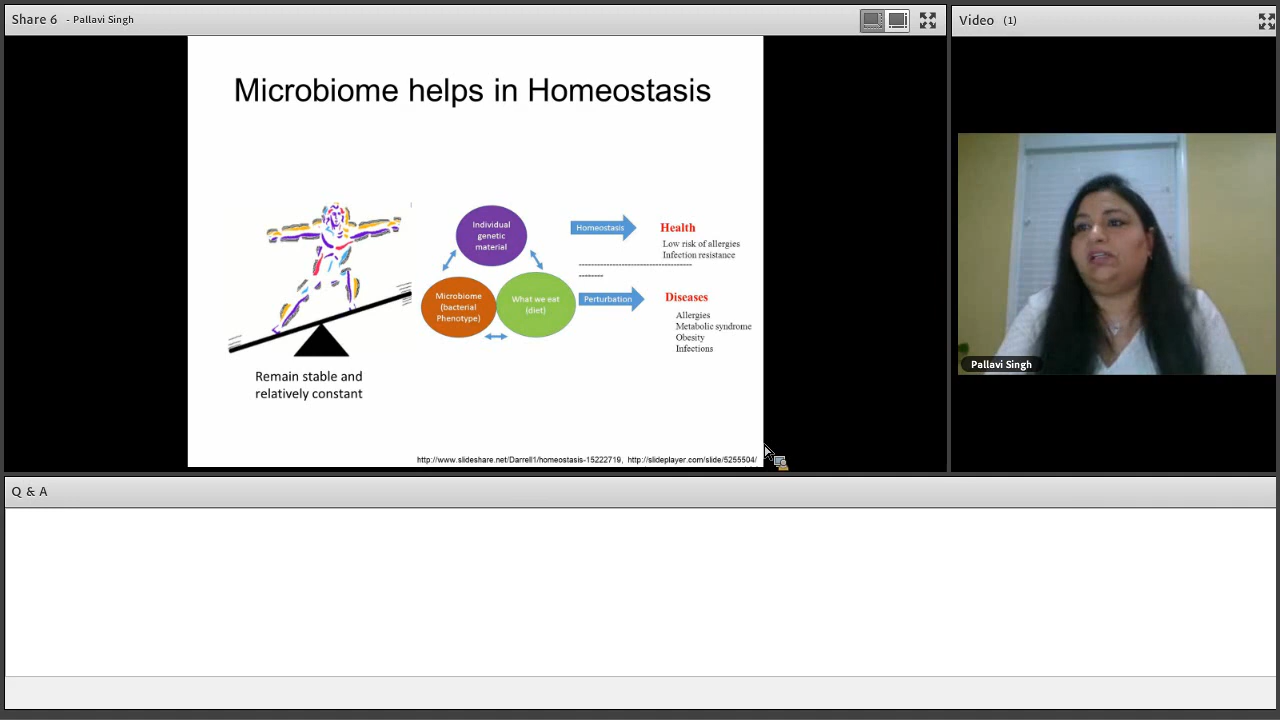 Share 6 - Pallavi Singh
Video (1)
Microbiome helps in Homeostasis
Individual
genetic
material
Microbiome
(bacterial
Phenotype)
What we eat
(diet)
Homeostasis
Health
Low risk of allergies
Infection resistance
Perturbation
Diseases
Allergies
Metabolic syndrome
Obesity
Infections
Remain stable and
relatively constant
http://www.slideshare.net/Darrell1/homeostasis-15222719, http://slideplayer.com/slide/5255504/
Pallavi Singh
Q & A